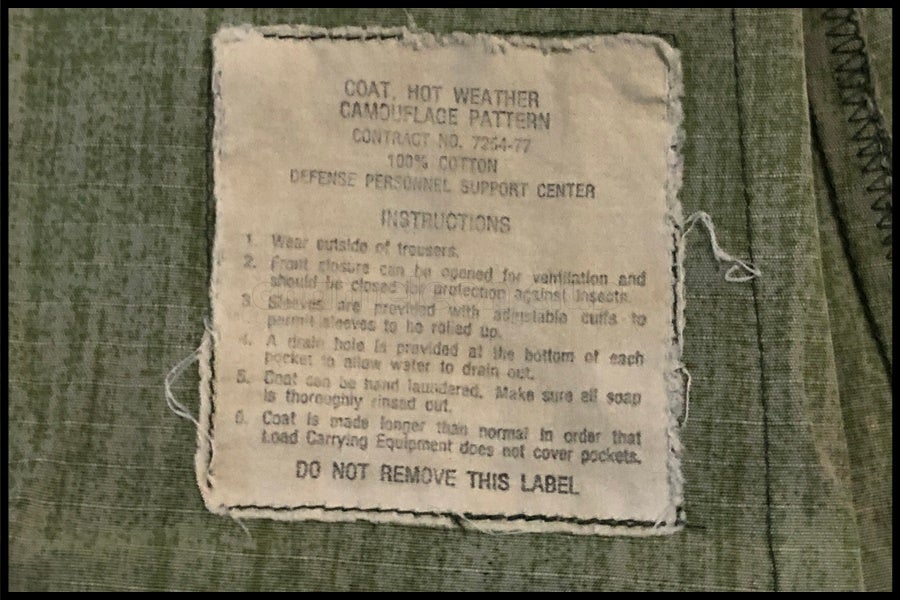 COAT, HOT WEATHER
CAMOUFLAGE PATTERN
CONTRACT NO. 7254-77
100% COTTON
DEFENSE PERSONNEL SUPPORT CENTER
INSTRUCTIONS
1. Wear outside of trousers.
2. Front closure can be opened for ventilation and
should be closed for protection against insects.
3. Sleeves are provided with adjustable cuffs to
permit sleeves to be rolled up.
4. A drain hole is provided at the bottom of each
pocket to allow water to drain out.
5. Coat can be hand laundered. Make sure all soap
is thoroughly rinsed out.
6. Coat is made longer than normal in order that
Load Carrying Equipment does not cover pockets.
DO NOT REMOVE THIS LABEL